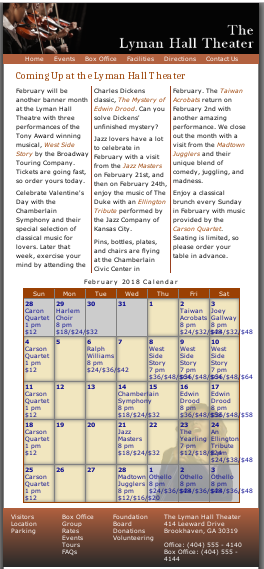 The
Lyman Hall Theater
Home Events Box Office Facilities Directions Contact Us
Coming Up at the Lyman Hall Theater
February will be
another banner month
at the Lyman Hall
Theatre with three
performances of the
Tony Award winning
musical, West Side
Story by the Broadway
Touring Company.
Tickets are going fast,
so order yours today.
Celebrate Valentine's
Day with the
Chamberlain
Symphony and their
special selection of
classical music for
lovers. Later that
week, exercise your
mind by attending the
Charles Dickens
classic, The Mystery of
Edwin Drood. Can you
solve Dickens'
unfinished mystery?
Jazz lovers have a lot
to celebrate in
February with a visit
from the Jazz Masters
on February 21st, and
then on February 24th,
enjoy the music of The
Duke with an Ellington
Tribute performed by
the Jazz Company of
Kansas City.
Pins, bottles, plates,
and chairs are flying
at the Chamberlain
Civic Center in
February. The Taiwan
Acrobats return on
February 2nd with
another amazing
performance. We close
out the month with a
visit from the Madtown
Jugglers and their
unique blend of
comedy, juggling, and
madness.
Enjoy a classical
brunch every Sunday
in February with music
provided by the
Carson Quartet.
Seating is limited, so
please order your
table in advance.
February 2018 Calendar
Sun Mon Tue Wed Thu Fri Sat
28
Caron
Quartet
1 pm
$12
29
Harlem
Choir
8 pm
$18/$24/$32
30
31
1
2
Taiwan
Acrobats
8 pm
$24/$32/$48
3
Joey
Gallway
8 pm
$24/$32/$48
4
Carson
Quartet
1 pm
$12
5
6
Ralph
Williams
8 pm
$24/$36/$42
7
8
West
Side
Story
7 pm
$36/$48/$64
9
West
Side
Story
7 pm
$36/$48/$64
10
West
Side
Story
7 pm
$36/$48/$64
11
Carson
Quartet
1 pm
$12
12
13
14
Chamberlain
Symphony
8 pm
$18/$24/$32
15
16
Edwin
Drood
8 pm
$36/$48/$58
17
Edwin
Drood
8 pm
$36/$48/$58
18
Carson
Quartet
1 pm
$12
19
20
21
Jazz
Masters
8 pm
$18/$24/$32
22
23
The
Yearling
7 pm
$12/$18/$24
24
An
Ellington
Tribute
8 pm
$24/$38/$48
25
Carson
Quartet
1 pm
$12
26
27
28
Madtown
Jugglers
8 pm
$12/$16/$20
1
Othello
8 pm
2
Othello
8 pm
3
Othello
8 pm
Visitors
Location
Parking
Box Office
Group
Rates
Events
Tours
FAQs
Foundation
Board
Donations
Volunteering
The Lyman Hall Theater
414 Leeward Drive
Brookhaven, GA 30319
Office: (404) 555 - 4140
Box Office: (404) 555 -
4144